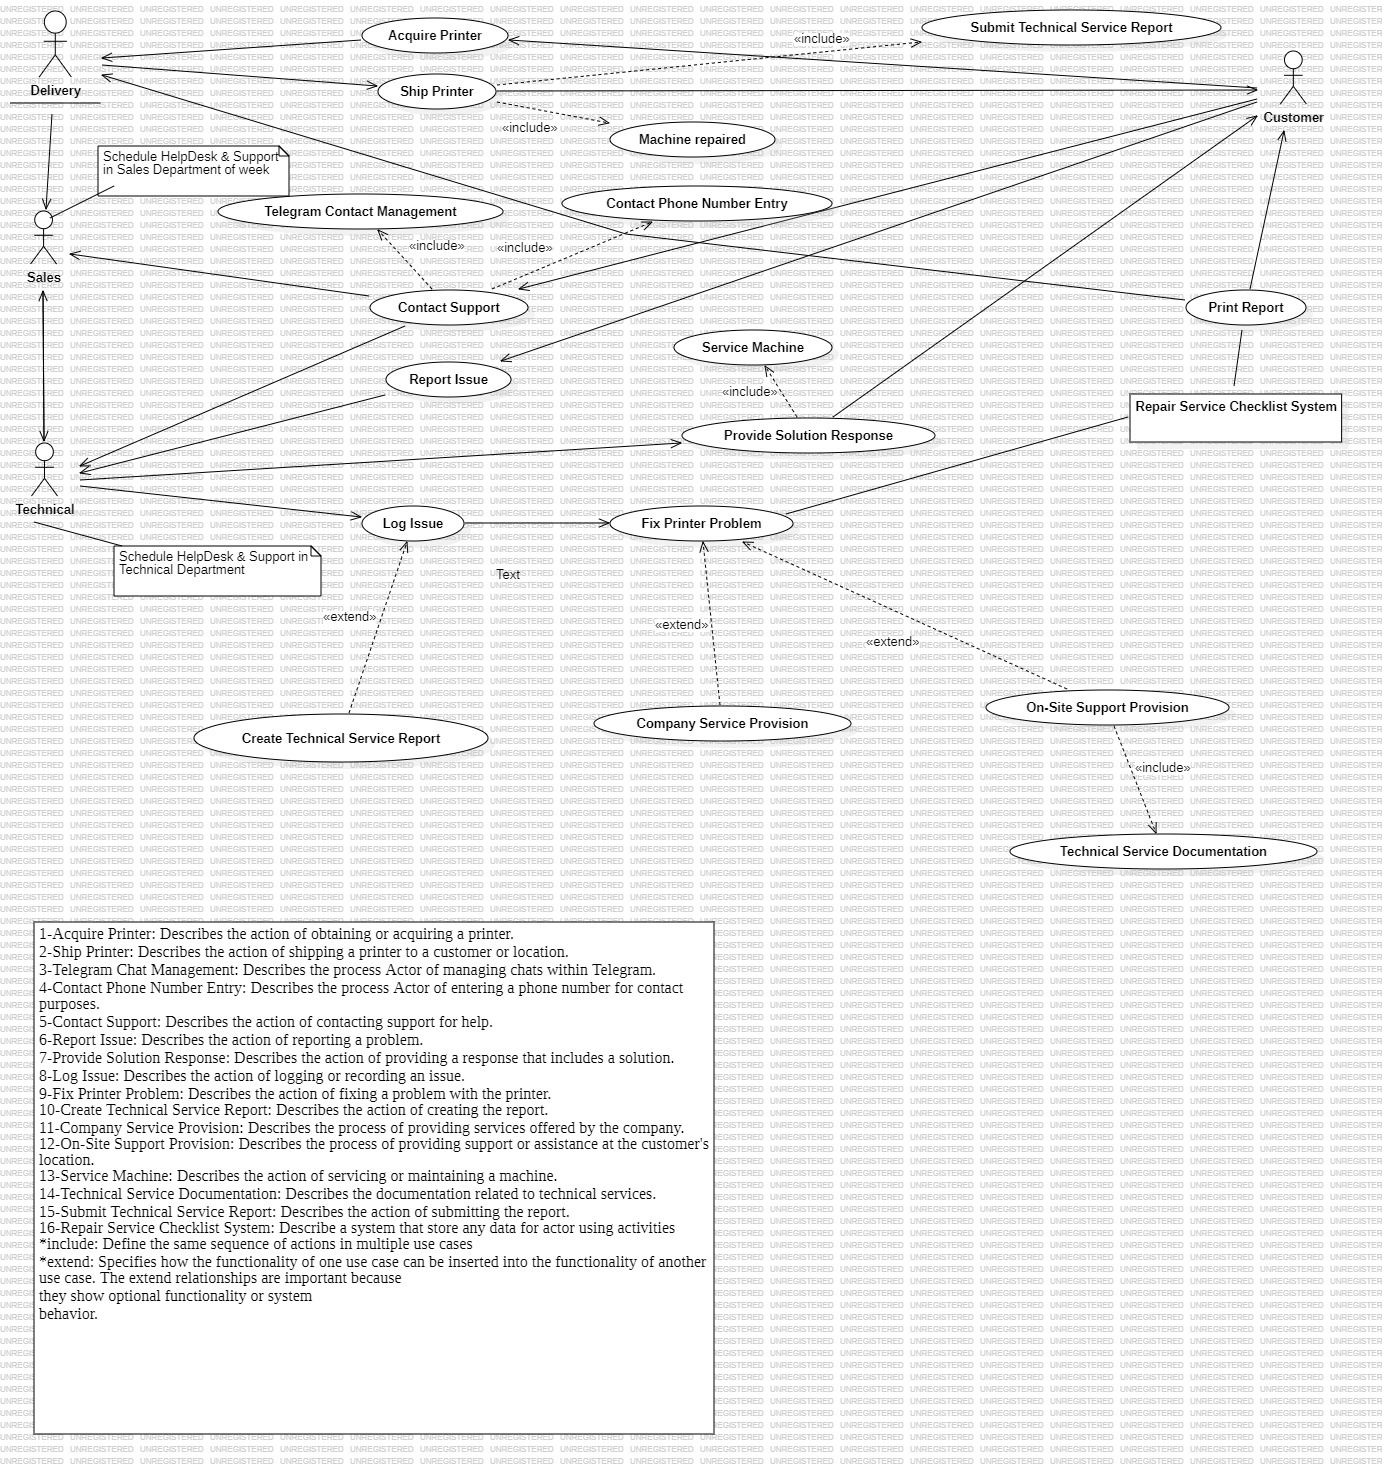 Acquire Printer
Submit Technical Service Report
«include»
Delivery
Ship Printer
Customer
«include»
Machine repaired
Schedule HelpDesk & Support
in Sales Department of week
Telegram Contact Management
Contact Phone Number Entry
«include»
«include»
Sales
Contact Support
Print Report
Service Machine
Report Issue
«include»
Repair Service Checklist System
Provide Solution Response
Technical
Log Issue
Fix Printer Problem
Schedule HelpDesk & Support in
Technical Department
Text
«extend»
«extend»
«extend»
On-Site Support Provision
Company Service Provision
Create Technical Service Report
«include»
Technical Service Documentation
1-Acquire Printer: Describes the action of obtaining or acquiring a printer.
2-Ship Printer: Describes the action of shipping a printer to a customer or location.
3-Telegram Chat Management: Describes the process Actor of managing chats within Telegram.
4-Contact Phone Number Entry: Describes the process Actor of entering a phone number for contact
purposes.
5-Contact Support: Describes the action of contacting support for help.
6-Report Issue: Describes the action of reporting a problem.
7-Provide Solution Response: Describes the action of providing a response that includes a solution.
8-Log Issue: Describes the action of logging or recording an issue.
9-Fix Printer Problem: Describes the action of fixing a problem with the printer.
10-Create Technical Service Report: Describes the action of creating the report.
11-Company Service Provision: Describes the process of providing services offered by the company.
12-On-Site Support Provision: Describes the process of providing support or assistance at the customer's
location.
13-Service Machine: Describes the action of servicing or maintaining a machine.
14-Technical Service Documentation: Describes the documentation related to technical services.
15-Submit Technical Service Report: Describes the action of submitting the report.
16-Repair Service Checklist System: Describe a system that store any data for actor using activities
*include: Define the same sequence of actions in multiple use cases
*extend: Specifies how the functionality of one use case can be inserted into the functionality of another
use case. The extend relationships are important because
they show optional functionality or system
behavior.
UNREGISTERED